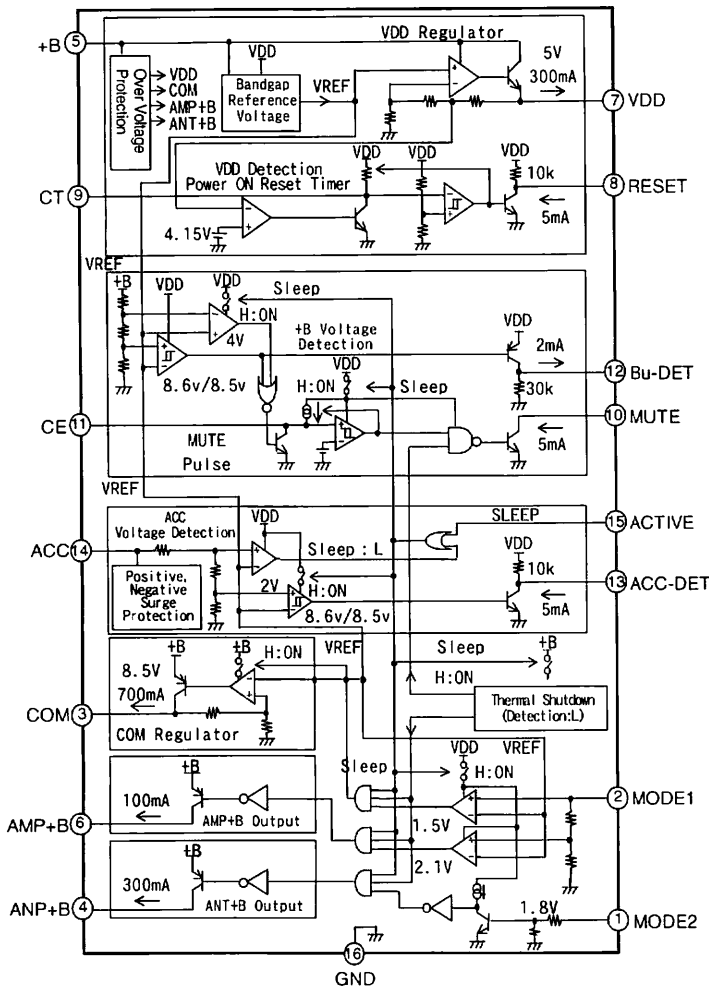 +B
5
VDD Regulator
5V
300mA
7
VDD
Over Voltage
Protection
VDD
COM
AMP+B
ANT+B
VDD
Bandgap
Reference
Voltage
VREF
VDD Detection
Power ON Reset Timer
VDD
VDD
VDD
10k
8
RESET
5mA
CT
9
4.15V
VREF
+B
VDD
VDD
Sleep
H:ON
4V
+B Voltage
Detection
VDD
2mA
12
Bu-DET
30k
8.6v/8.5v
VDD
H:ON
Sleep
10
MUTE
5mA
CE
11
MUTE
Pulse
VREF
ACC
Voltage Detection
VDD
SLEEP
15
ACTIVE
ACC
14
Sleep : L
VDD
10k
13
ACC-DET
5mA
Positive,
Negative
Surge
Protection
2V
H:ON
8.6v/8.5v
+B
+B
H:ON
VREF
Sleep
+B
H:ON
8.5V
700mA
COM
3
COM Regulator
Thermal Shutdown
(Detection:L)
VDD
VREF
Sleep
H:ON
+B
100mA
AMP+B
6
AMP+B Output
1.5V
2
MODE1
2.1V
+B
300mA
ANP+B
4
ANT+B Output
1.8V
1
MODE2
16
GND